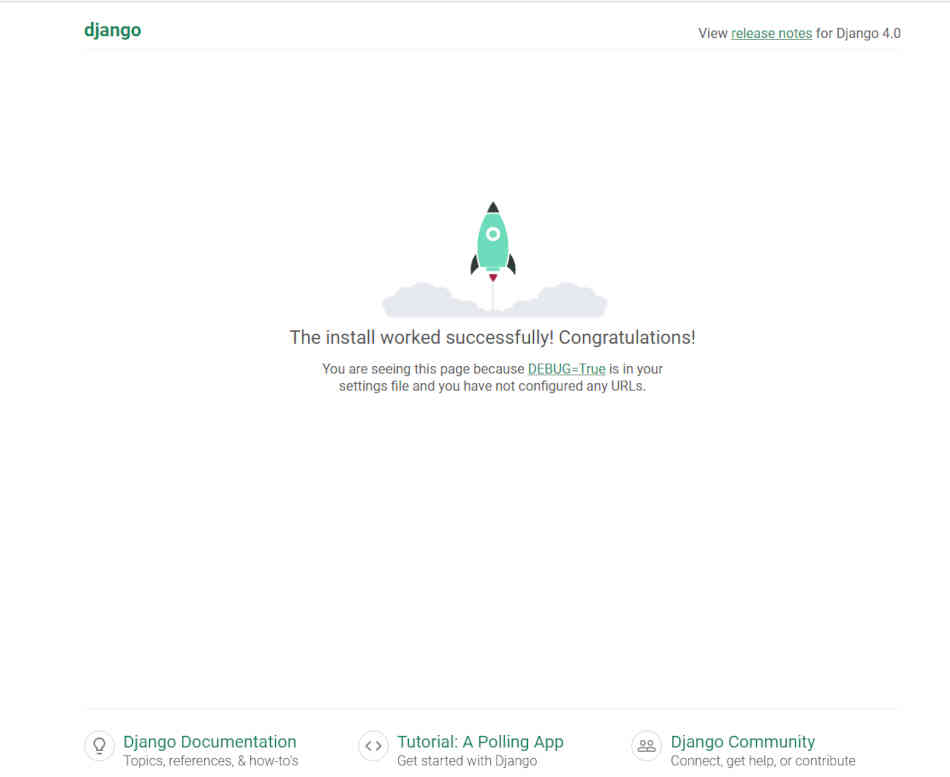 django
View release notes for Django 4.0
The install worked successfully! Congratulations!
You are seeing this page because DEBUG=True is in your
settings file and you have not configured any URLs.
Django Documentation
Topics, references, & how-to's
Tutorial: A Polling App
Get started with Django
Django Community
Connect, get help, or contribute